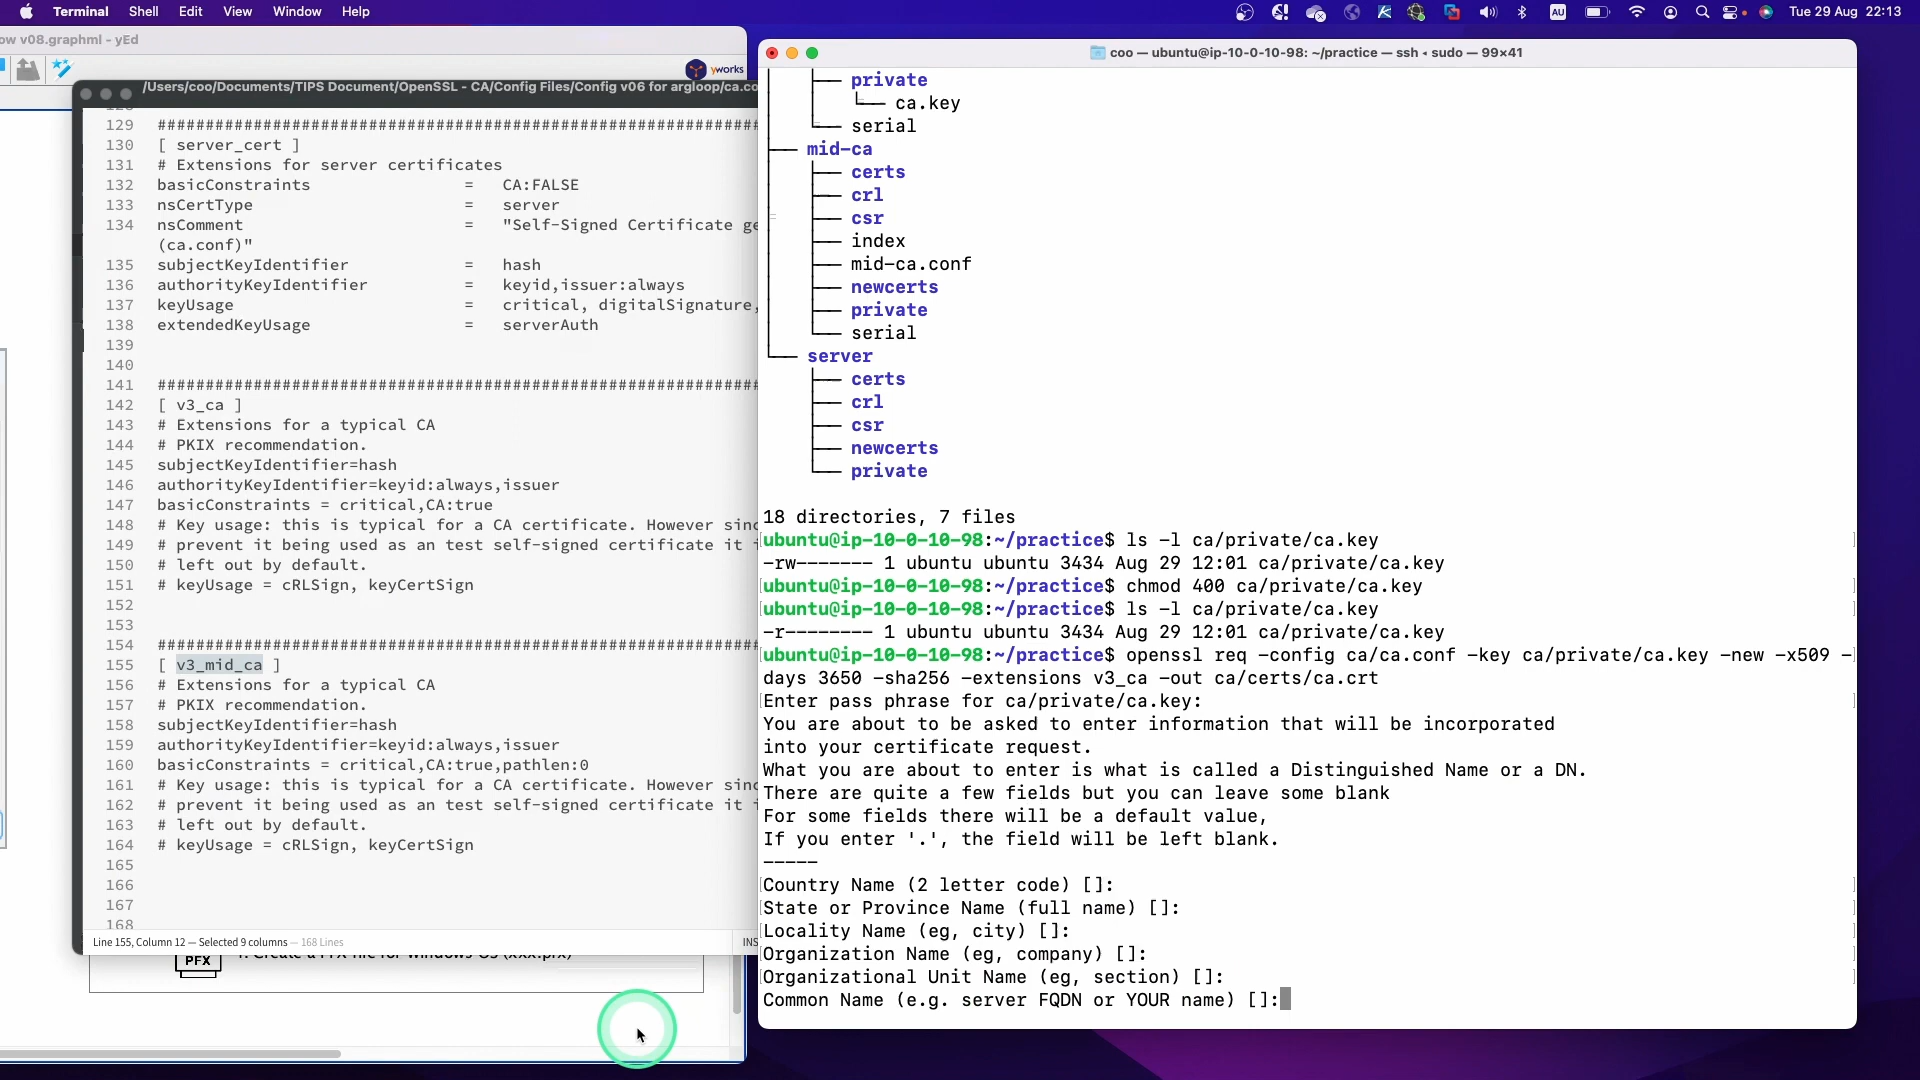 Terminal Shell Edit View Window Help
AU
Tue 29 Aug 22:13
ow v08.graphml - yEd
yworks
/Users/coo/Documents/TIPS Document/OpenSSL - CA/Config Files/Config v06 for argloop/ca.co
129 ###############################################################
130 [ server_cert ]
131 # Extensions for server certificates
132 basicConstraints = CA:FALSE
133 nsCertType = server
134 nsComment = "Self-Signed Certificate ge
(ca.conf)"
135 subjectKeyIdentifier = hash
136 authorityKeyIdentifier = keyid,issuer:always
137 keyUsage = critical, digitalSignature,
138 extendedKeyUsage = serverAuth
139
140
141 ###############################################################
142 [ v3_ca ]
143 # Extensions for a typical CA
144 # PKIX recommendation.
145 subjectKeyIdentifier=hash
146 authorityKeyIdentifier=keyid:always,issuer
147 basicConstraints = critical,CA:true
148 # Key usage: this is typical for a CA certificate. However sinc
149 # prevent it being used as an test self-signed certificate it i
150 # left out by default.
151 # keyUsage = cRLSign, keyCertSign
152
153
154 ###############################################################
155 [ v3_mid_ca ]
156 # Extensions for a typical CA
157 # PKIX recommendation.
158 subjectKeyIdentifier=hash
159 authorityKeyIdentifier=keyid:always,issuer
160 basicConstraints = critical,CA:true,pathlen:0
161 # Key usage: this is typical for a CA certificate. However sinc
162 # prevent it being used as an test self-signed certificate it i
163 # left out by default.
164 # keyUsage = cRLSign, keyCertSign
165
166
167
168
Line 155, Column 12 — Selected 9 columns — 168 Lines
INS
PFX
coo — ubuntu@ip-10-0-10-98: ~/practice — ssh ◂ sudo — 99×41
│   ├── private
│   │   └── ca.key
│   └── serial
├── mid-ca
│   ├── certs
│   ├── crl
│   ├── csr
│   ├── index
│   ├── mid-ca.conf
│   ├── newcerts
│   ├── private
│   └── serial
└── server
    ├── certs
    ├── crl
    ├── csr
    ├── newcerts
    └── private
18 directories, 7 files
ubuntu@ip-10-0-10-98:~/practice$ ls -l ca/private/ca.key
-rw------- 1 ubuntu ubuntu 3434 Aug 29 12:01 ca/private/ca.key
ubuntu@ip-10-0-10-98:~/practice$ chmod 400 ca/private/ca.key
ubuntu@ip-10-0-10-98:~/practice$ ls -l ca/private/ca.key
-r-------- 1 ubuntu ubuntu 3434 Aug 29 12:01 ca/private/ca.key
ubuntu@ip-10-0-10-98:~/practice$ openssl req -config ca/ca.conf -key ca/private/ca.key -new -x509 -
days 3650 -sha256 -extensions v3_ca -out ca/certs/ca.crt
Enter pass phrase for ca/private/ca.key:
You are about to be asked to enter information that will be incorporated
into your certificate request.
What you are about to enter is what is called a Distinguished Name or a DN.
There are quite a few fields but you can leave some blank
For some fields there will be a default value,
If you enter '.', the field will be left blank.
-----
Country Name (2 letter code) []:
State or Province Name (full name) []:
Locality Name (eg, city) []:
Organization Name (eg, company) []:
Organizational Unit Name (eg, section) []:
Common Name (e.g. server FQDN or YOUR name) []: